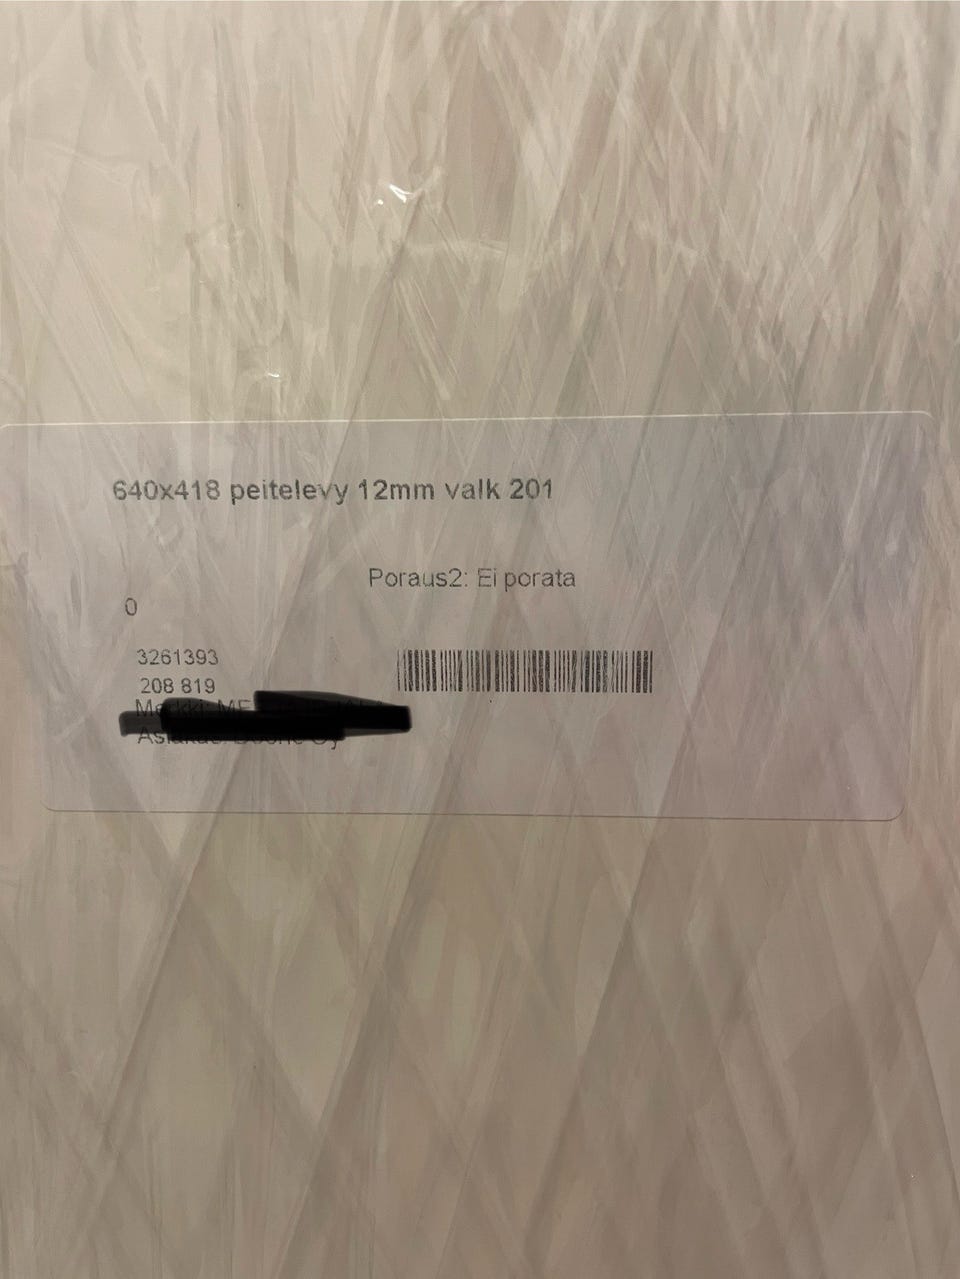 640x418 peitelevy 12mm valk 201
Poraus2: Ei porata
0
3261393
208 819